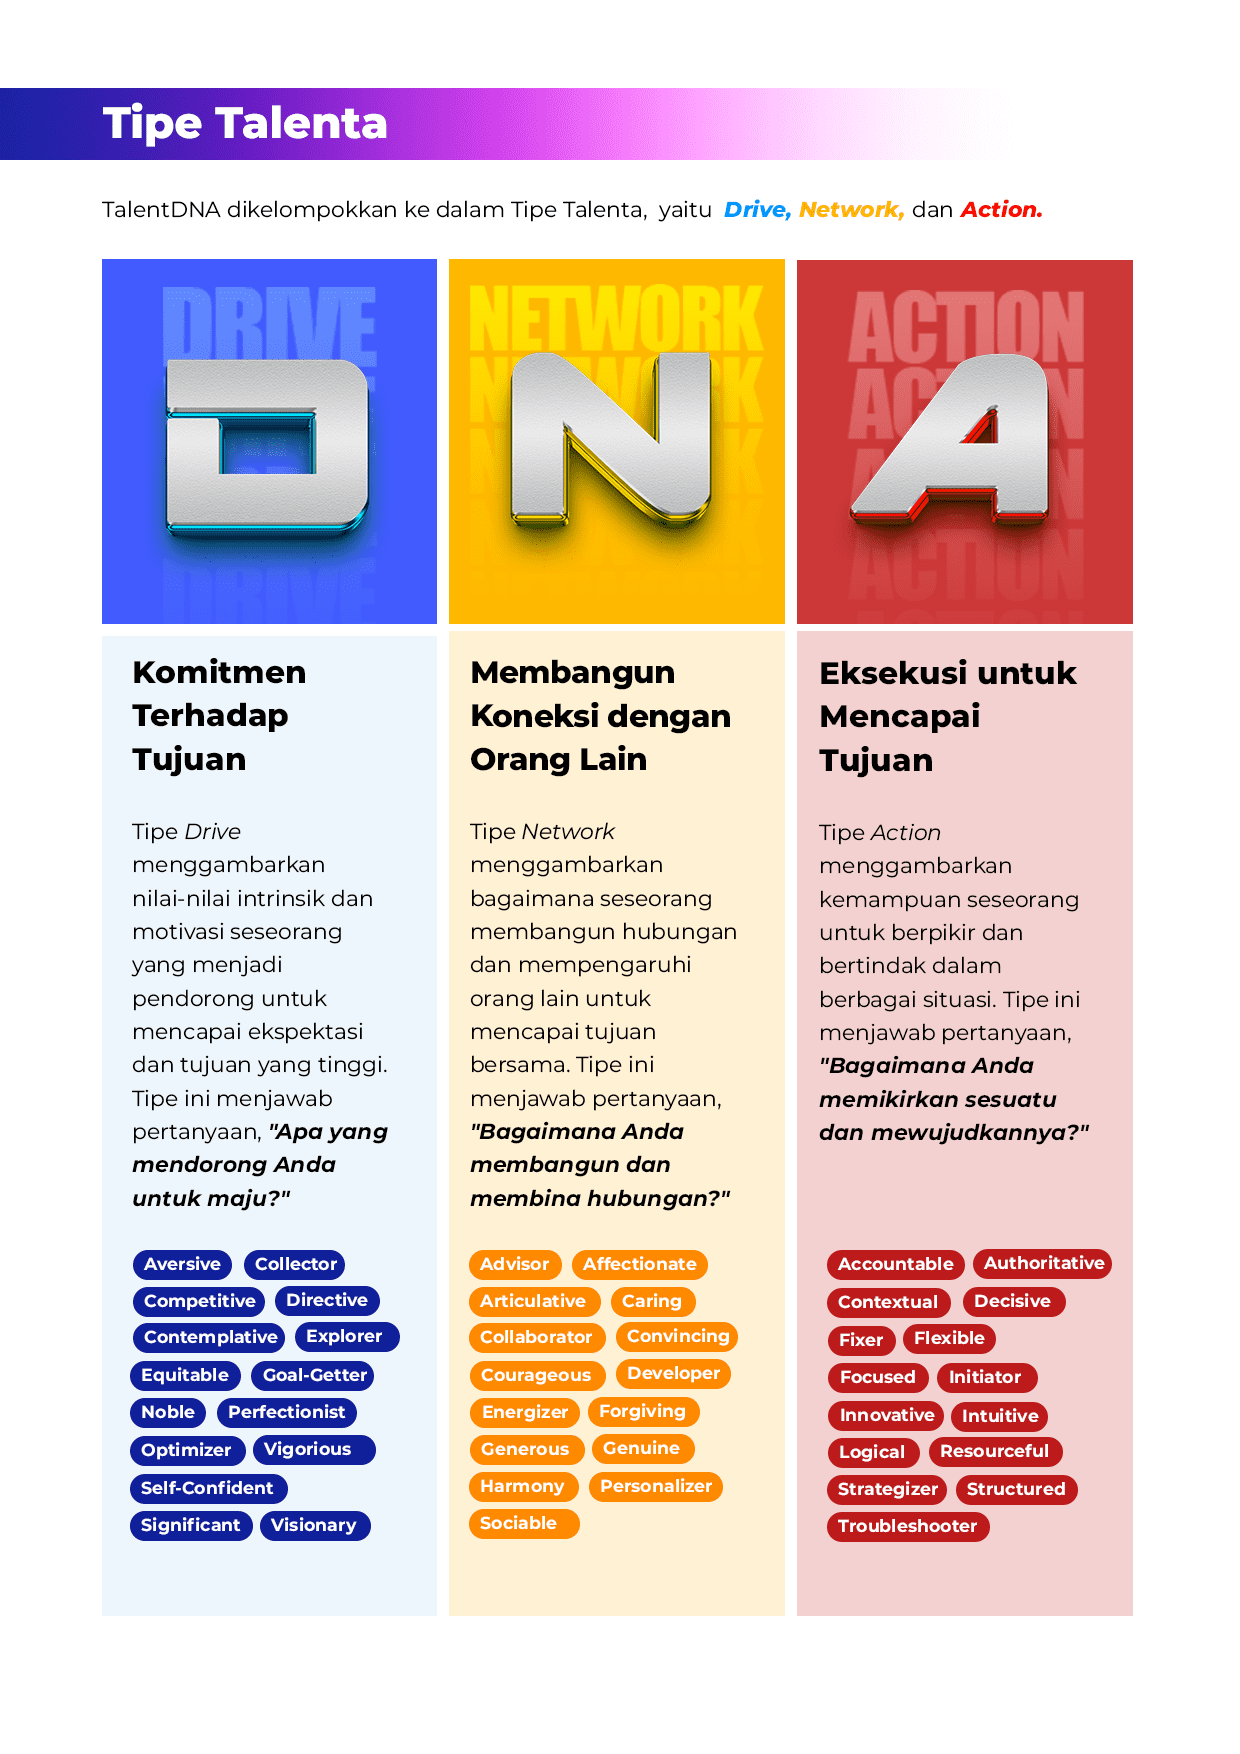 Tipe Talenta
TalentDNA dikelompokkan ke dalam Tipe Talenta, yaitu Drive, Network, dan Action.
DRIVE
D
DRIVE
Komitmen
Terhadap
Tujuan
Tipe Drive
menggambarkan
nilai-nilai intrinsik dan
motivasi seseorang
yang menjadi
pendorong untuk
mencapai ekspektasi
dan tujuan yang tinggi.
Tipe ini menjawab
pertanyaan, "Apa yang
mendorong Anda
untuk maju?"
Aversive Collector
Competitive Directive
Contemplative Explorer
Equitable Goal-Getter
Noble Perfectionist
Optimizer Vigorious
Self-Confident
Significant Visionary
NETWORK
NETWORK
N
Membangun
Koneksi dengan
Orang Lain
Tipe Network
menggambarkan
bagaimana seseorang
membangun hubungan
dan mempengaruhi
orang lain untuk
mencapai tujuan
bersama. Tipe ini
menjawab pertanyaan,
"Bagaimana Anda
membangun dan
membina hubungan?"
Advisor Affectionate
Articulative Caring
Collaborator Convincing
Courageous Developer
Energizer Forgiving
Generous Genuine
Harmony Personalizer
Sociable
ACTION
ACTION
A
ACTION
Eksekusi untuk
Mencapai
Tujuan
Tipe Action
menggambarkan
kemampuan seseorang
untuk berpikir dan
bertindak dalam
berbagai situasi. Tipe ini
menjawab pertanyaan,
"Bagaimana Anda
memikirkan sesuatu
dan mewujudkannya?"
Accountable Authoritative
Contextual Decisive
Fixer Flexible
Focused Initiator
Innovative Intuitive
Logical Resourceful
Strategizer Structured
Troubleshooter